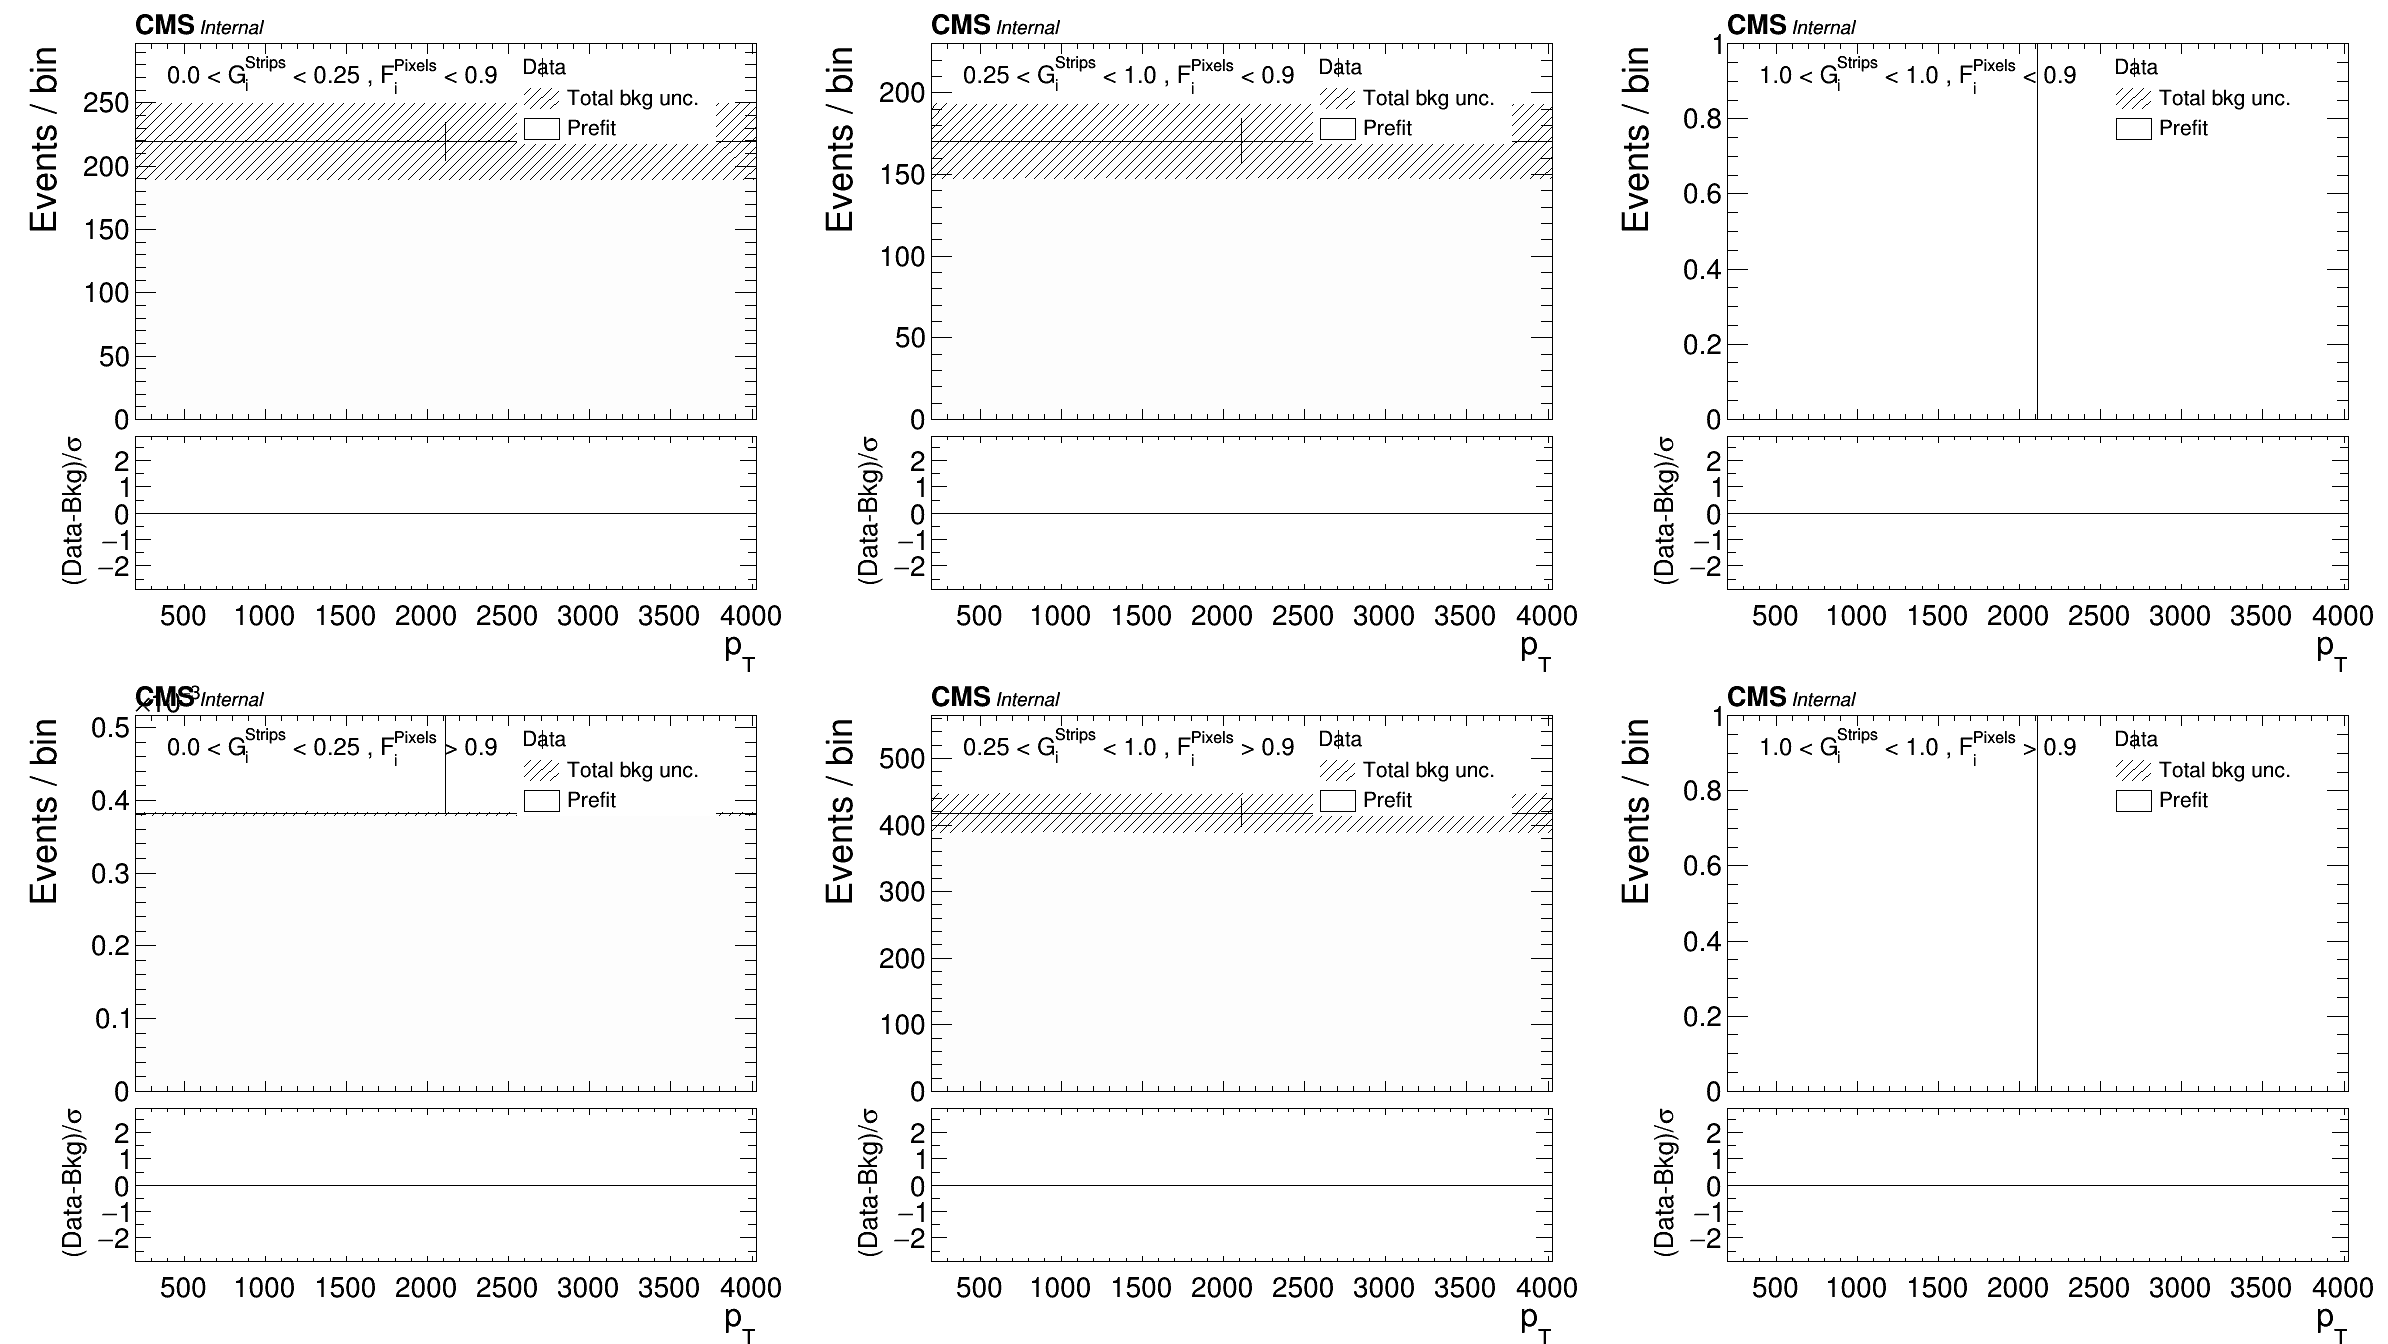 CMS Internal
Events / bin
0.0 < G_i^Strips < 0.25 , F_i^Pixels < 0.9
Data
Total bkg unc.
Prefit
250
200
150
100
50
0
(Data-Bkg)/σ
2
1
0
−1
−2
500 1000 1500 2000 2500 3000 3500 4000
p_T
CMS Internal
Events / bin
0.25 < G_i^Strips < 1.0 , F_i^Pixels < 0.9
Data
Total bkg unc.
Prefit
200
150
100
50
0
(Data-Bkg)/σ
2
1
0
−1
−2
500 1000 1500 2000 2500 3000 3500 4000
p_T
CMS Internal
Events / bin
1.0 < G_i^Strips < 1.0 , F_i^Pixels < 0.9
Data
Total bkg unc.
Prefit
1
0.8
0.6
0.4
0.2
0
(Data-Bkg)/σ
2
1
0
−1
−2
500 1000 1500 2000 2500 3000 3500 4000
p_T
CMS Internal
×10^−3
Events / bin
0.0 < G_i^Strips < 0.25 , F_i^Pixels > 0.9
Data
Total bkg unc.
Prefit
0.5
0.4
0.3
0.2
0.1
0
(Data-Bkg)/σ
2
1
0
−1
−2
500 1000 1500 2000 2500 3000 3500 4000
p_T
CMS Internal
Events / bin
0.25 < G_i^Strips < 1.0 , F_i^Pixels > 0.9
Data
Total bkg unc.
Prefit
500
400
300
200
100
0
(Data-Bkg)/σ
2
1
0
−1
−2
500 1000 1500 2000 2500 3000 3500 4000
p_T
CMS Internal
Events / bin
1.0 < G_i^Strips < 1.0 , F_i^Pixels > 0.9
Data
Total bkg unc.
Prefit
1
0.8
0.6
0.4
0.2
0
(Data-Bkg)/σ
2
1
0
−1
−2
500 1000 1500 2000 2500 3000 3500 4000
p_T